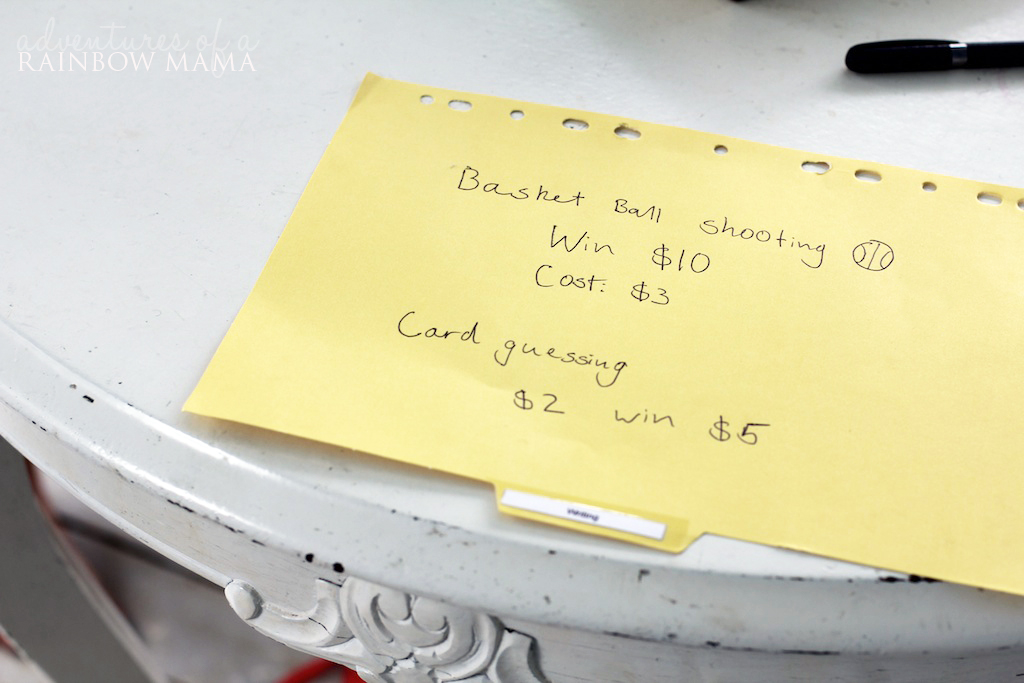 adventures of a
RAINBOW MAMA
Basket Ball shooting
Win $10
Cost: $3
Card guessing
$2 win $5